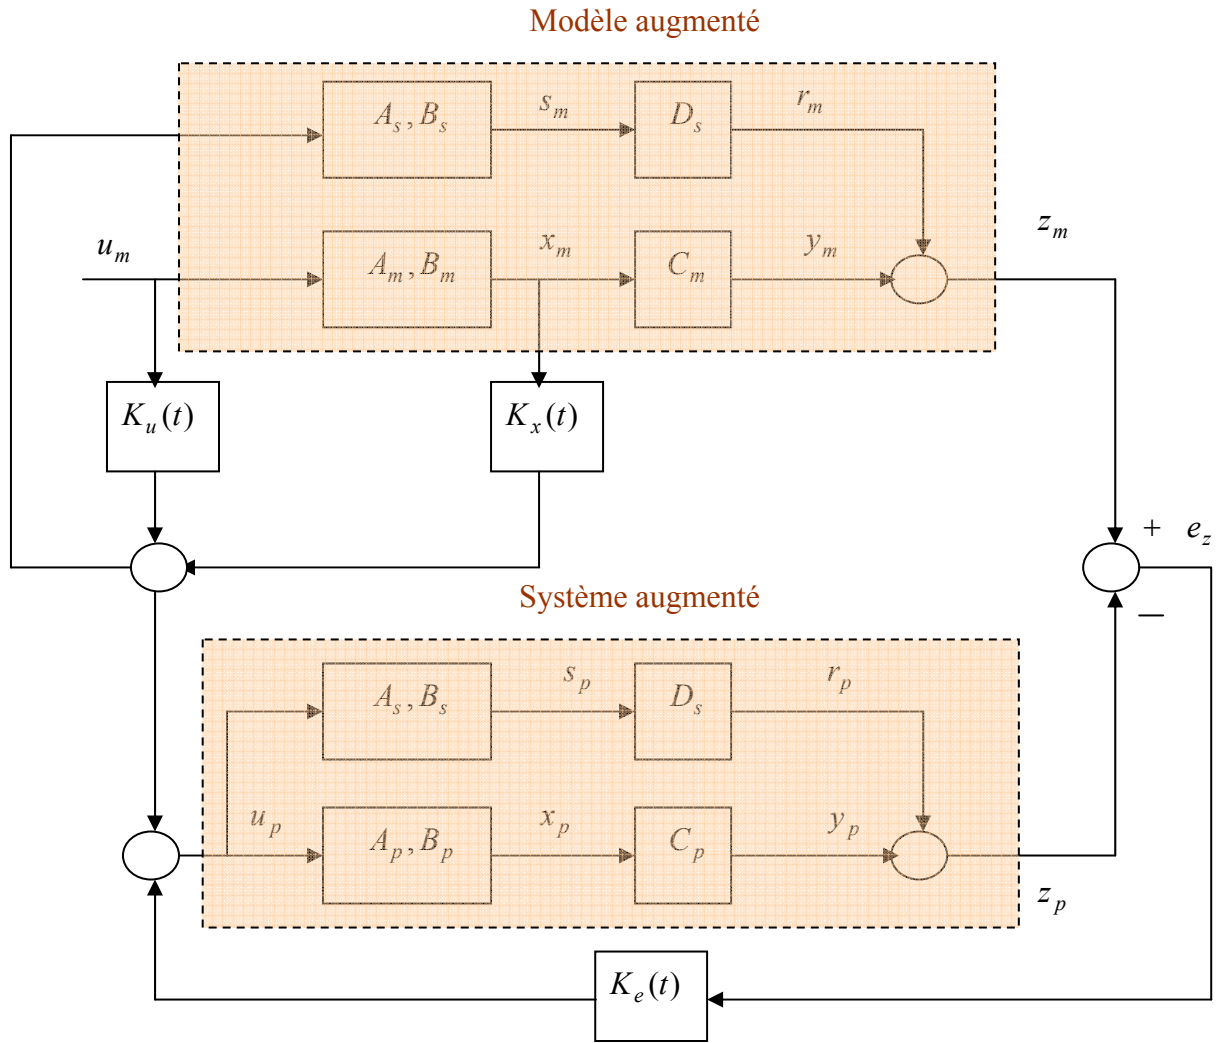 Modèle augmenté
A_s, B_s
s_m
D_s
r_m
u_m
A_m, B_m
x_m
C_m
y_m
z_m
K_u(t)
K_x(t)
+
e_z
Système augmenté
−
A_s, B_s
s_p
D_s
r_p
u_p
A_p, B_p
x_p
C_p
y_p
z_p
K_e(t)